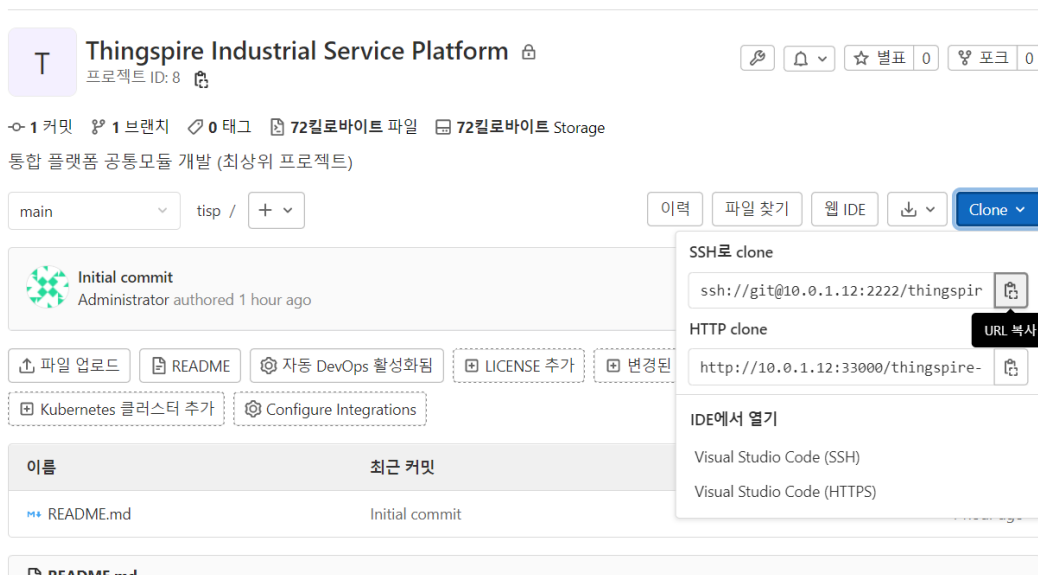 T
Thingspire Industrial Service Platform
프로젝트 ID: 8
별표 0
포크 0
1 커밋 1 브랜치 0 태그 72킬로바이트 파일 72킬로바이트 Storage
통합 플랫폼 공통모듈 개발 (최상위 프로젝트)
main tisp / +
이력 파일 찾기 웹 IDE Clone
SSH로 clone
ssh://git@10.0.1.12:2222/thingspir
URL 복사
HTTP clone
http://10.0.1.12:33000/thingspire-
IDE에서 열기
Visual Studio Code (SSH)
Visual Studio Code (HTTPS)
Initial commit
Administrator authored 1 hour ago
파일 업로드 README 자동 DevOps 활성화됨 LICENSE 추가 변경된
Kubernetes 클러스터 추가 Configure Integrations
이름 최근 커밋
README.md Initial commit
README.md